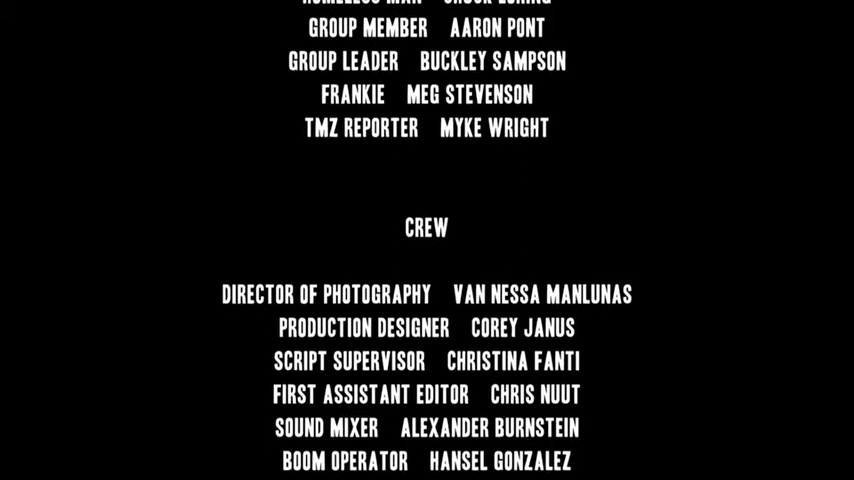 GROUP MEMBER AARON PONT
GROUP LEADER BUCKLEY SAMPSON
FRANKIE MEG STEVENSON
TMZ REPORTER MYKE WRIGHT
CREW
DIRECTOR OF PHOTOGRAPHY VAN NESSA MANLUNAS
PRODUCTION DESIGNER COREY JANUS
SCRIPT SUPERVISOR CHRISTINA FANTI
FIRST ASSISTANT EDITOR CHRIS NUUT
SOUND MIXER ALEXANDER BURNSTEIN
BOOM OPERATOR HANSEL GONZALEZ